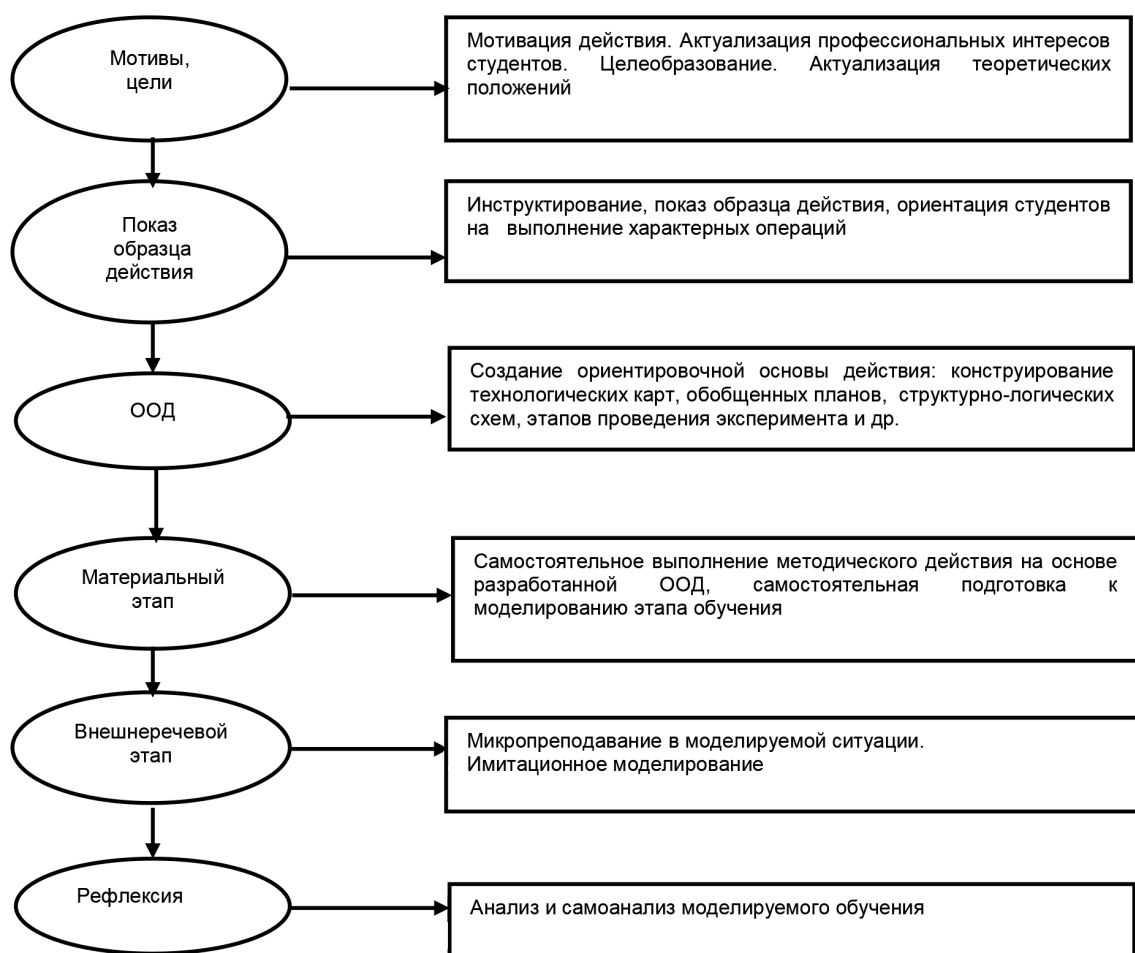 Мотивы,
цели
Мотивация действия. Актуализация профессиональных интересов
студентов. Целеобразование. Актуализация теоретических
положений
Показ
образца
действия
Инструктирование, показ образца действия, ориентация студентов
на выполнение характерных операций
ООД
Создание ориентировочной основы действия: конструирование
технологических карт, обобщенных планов, структурно-логических
схем, этапов проведения эксперимента и др.
Материальный
этап
Самостоятельное выполнение методического действия на основе
разработанной ООД, самостоятельная подготовка к
моделированию этапа обучения
Внешнеречевой
этап
Микропреподавание в моделируемой ситуации.
Имитационное моделирование
Рефлексия
Анализ и самоанализ моделируемого обучения